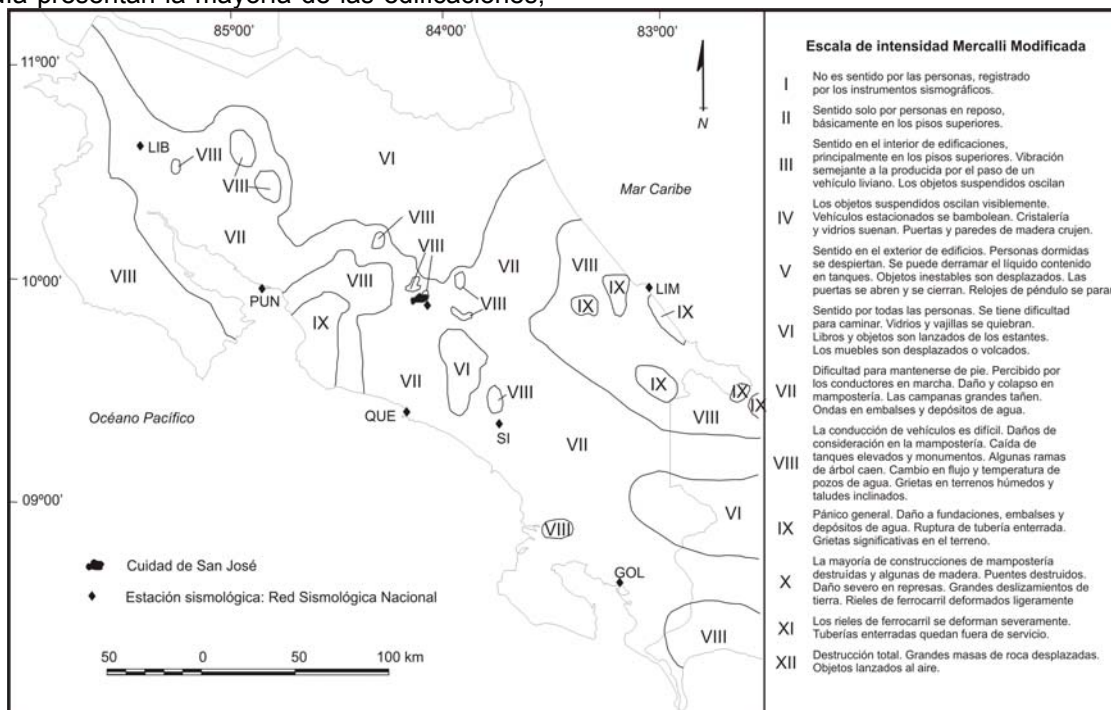 día presentan la mayoría de las edificaciones,
85º00'
84º00'
83º00'
11º00'
10º00'
09º00'
N
LIB
VIII
VIII
VI
VIII
VII
VIII
VIII
VIII
VII
VIII
Mar Caribe
VIII
IX
IX
LIM
IX
PUN
IX
VIII
VI
VII
VIII
IX
IX
IX
VIII
Océano Pacífico
QUE
SI
VII
VI
VIII
GOL
VIII
Cuidad de San José
Estación sismológica: Red Sismológica Nacional
50 0 50 100 km
Escala de intensidad Mercalli Modificada
I
No es sentido por las personas, registrado
por los instrumentos sismográficos.
II
Sentido solo por personas en reposo,
básicamente en los pisos superiores.
III
Sentido en el interior de edificaciones,
principalmente en los pisos superiores. Vibración
semejante a la producida por el paso de un
vehículo liviano. Los objetos suspendidos oscilan
IV
Los objetos suspendidos oscilan visiblemente.
Vehículos estacionados se bambolean. Cristalería
y vidrios suenan. Puertas y paredes de madera crujen.
V
Sentido en el exterior de edificios. Personas dormidas
se despiertan. Se puede derramar el líquido contenido
en tanques. Objetos inestables son desplazados. Las
puertas se abren y se cierran. Relojes de péndulo se paran
VI
Sentido por todas las personas. Se tiene dificultad
para caminar. Vidrios y vajillas se quiebran.
Libros y objetos son lanzados de los estantes.
Los muebles son desplazados o volcados.
VII
Dificultad para mantenerse de pie. Percibido por
los conductores en marcha. Daño y colapso en
mampostería. Las campanas grandes tañen.
Ondas en embalses y depósitos de agua.
VIII
La conducción de vehículos es difícil. Daños de
consideración en la mampostería. Caída de
tanques elevados y monumentos. Algunas ramas
de árbol caen. Cambio en flujo y temperatura de
pozos de agua. Grietas en terrenos húmedos y
taludes inclinados.
IX
Pánico general. Daño a fundaciones, embalses y
depósitos de agua. Ruptura de tubería enterrada.
Grietas significativas en el terreno.
X
La mayoría de construcciones de mampostería
destruídas y algunas de madera. Puentes destruidos.
Daño severo en represas. Grandes deslizamientos de
tierra. Rieles de ferrocarril deformados ligeramente
XI
Los rieles de ferrocarril se deforman severamente.
Tuberías enterradas quedan fuera de servicio.
XII
Destrucción total. Grandes masas de roca desplazadas.
Objetos lanzados al aire.